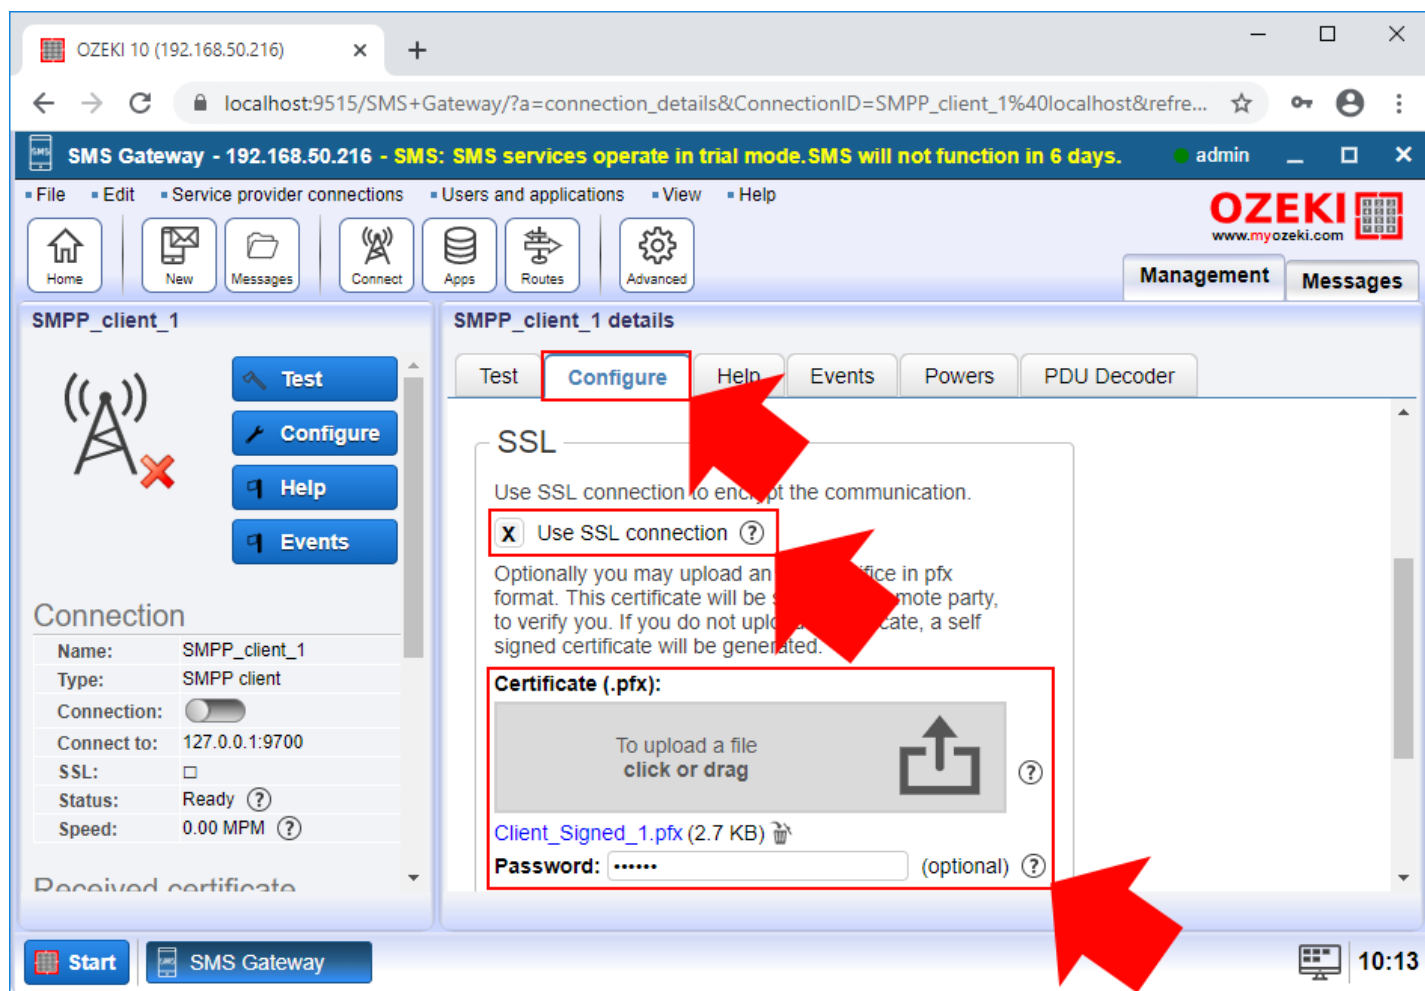 OZEKI 10 (192.168.50.216)
localhost:9515/SMS+Gateway/?a=connection_details&ConnectionID=SMPP_client_1%40localhost&refre...
SMS
SMS Gateway - 192.168.50.216 - SMS: SMS services operate in trial mode.SMS will not function in 6 days.
admin
File Edit Service provider connections Users and applications View Help
OZEKI
www.myozeki.com
Home New Messages Connect Apps Routes Advanced
Management Messages
SMPP_client_1
Test
Configure
Help
Events
Connection
Name: SMPP_client_1
Type: SMPP client
Connection:
Connect to: 127.0.0.1:9700
SSL:
Status: Ready ?
Speed: 0.00 MPM ?
Received certificate
SMPP_client_1 details
Test Configure Help Events Powers PDU Decoder
SSL
Use SSL connection to encrypt the communication.
X Use SSL connection ?
Optionally you may upload an
format. This certificate will be
to verify you. If you do not
signed certificate will be generated.
in pfx
party,
a self
Certificate (.pfx):
To upload a file
click or drag
?
Client_Signed_1.pfx (2.7 KB)
Password: •••••• (optional) ?
Start SMS Gateway 10:13